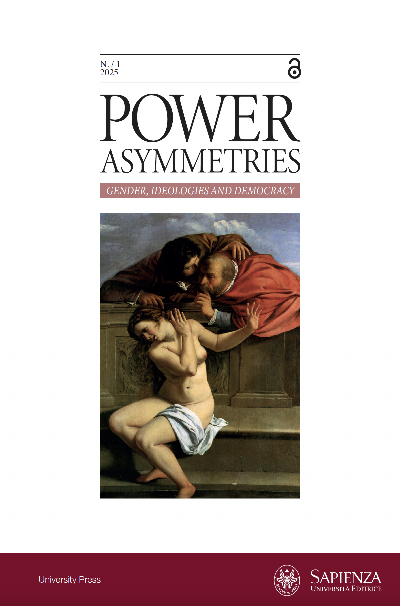 N. / 1
2025
POWER
ASYMMETRIES
GENDER, IDEOLOGIES AND DEMOCRACY
University Press
SAPIENZA
UNIVERSITÀ EDITRICE